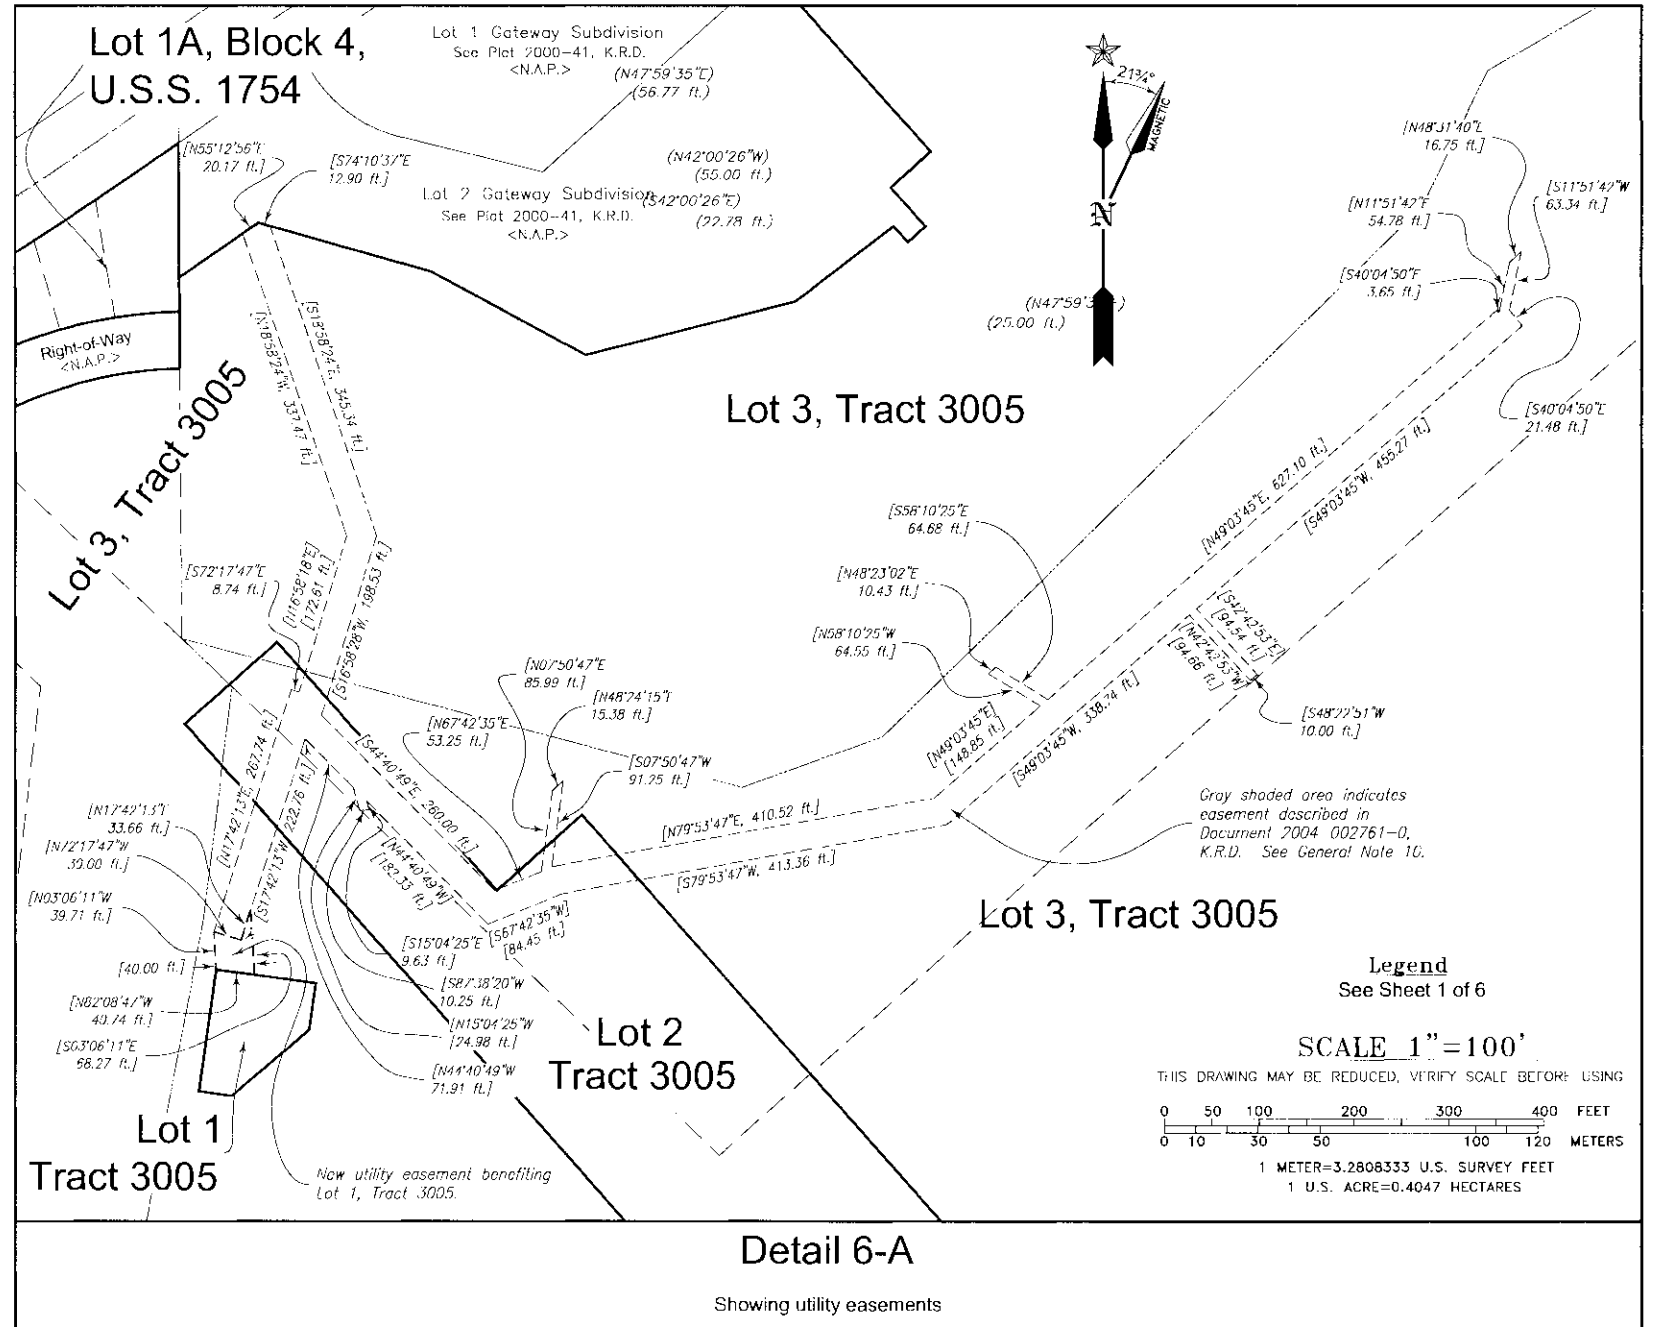 Lot 1A, Block 4,
U.S.S. 1754
Lot 1 Gateway Subdivision
See Plat 2000-41, K.R.D.
<N.A.P.>
(N47°59'35"E)
(56.77 ft.)
(N42°00'26"W)
(55.00 ft.)
Lot 2 Gateway Subdivision
See Plat 2000-41, K.R.D.
<N.A.P.>
(S42°00'26"E)
(22.78 ft.)
21¾°
MAGNETIC
N
(25.00 ft.)
[N55°12'56"E
20.17 ft.]
[S74°10'37"E
12.90 ft.]
[N48°31'40"E
16.75 ft.]
[S11°51'42"W
63.34 ft.]
[N11°51'42"E
54.78 ft.]
[S40°04'50"E
3.65 ft.]
[S40°04'50"E
21.48 ft.]
Right-of-Way
<N.A.P.>
Lot 3, Tract 3005
[N18°58'24"W, 337.47 ft.]
[S18°58'24"E, 345.34 ft.]
Lot 3, Tract 3005
[N49°03'45"E, 627.10 ft.]
[S49°03'45"W, 455.27 ft.]
[S58°10'25"E
64.68 ft.]
[N48°23'02"E
10.43 ft.]
[N58°10'25"W
64.55 ft.]
[S72°17'47"E
8.74 ft.]
[N16°58'18"E]
[172.61 ft.]
[S16°58'28"W, 198.53 ft.]
[S42°42'53"E]
[94.54 ft.]
[N42°42'53"W]
[94.66 ft.]
[S48°22'51"W
10.00 ft.]
[N07°50'47"E
85.99 ft.]
[N48°24'15"E
15.38 ft.]
[N67°42'35"E
53.25 ft.]
[S07°50'47"W
91.25 ft.]
[N49°03'45"E]
[148.85 ft.]
[S49°03'45"W, 338.74 ft.]
[S44°40'49"E, 260.00 ft.]
[N17°42'13"E, 267.74 ft.]
[S17°42'13"W, 222.76 ft.]
[N17°42'13"E
33.66 ft.]
[N72°17'47"W
30.00 ft.]
[N03°06'11"W
39.71 ft.]
[40.00 ft.]
[N82°08'47"W
40.74 ft.]
[S03°06'11"E
68.27 ft.]
[N44°40'49"W]
[182.33 ft.]
[N79°53'47"E, 410.52 ft.]
[S79°53'47"W, 413.36 ft.]
[S67°42'35"W]
[84.45 ft.]
[S15°04'25"E
9.63 ft.]
[S87°38'20"W
10.25 ft.]
[N15°04'25"W
24.98 ft.]
[N44°40'49"W
71.91 ft.]
Gray shaded area indicates
easement described in
Document 2004 002761-0,
K.R.D. See General Note 10.
Lot 3, Tract 3005
Lot 2
Tract 3005
Lot 1
Tract 3005
New utility easement benefiting
Lot 1, Tract 3005.
Legend
See Sheet 1 of 6
SCALE 1"=100'
THIS DRAWING MAY BE REDUCED, VERIFY SCALE BEFORE USING
0 50 100 200 300 400 FEET
0 10 30 50 100 120 METERS
1 METER=3.2808333 U.S. SURVEY FEET
1 U.S. ACRE=0.4047 HECTARES
Detail 6-A
Showing utility easements